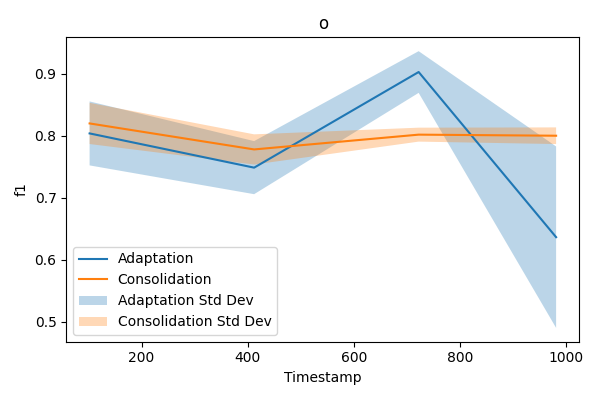 o
f1
0.9
0.8
0.7
0.6
0.5
Adaptation
Consolidation
Adaptation Std Dev
Consolidation Std Dev
200
400
600
800
1000
Timestamp